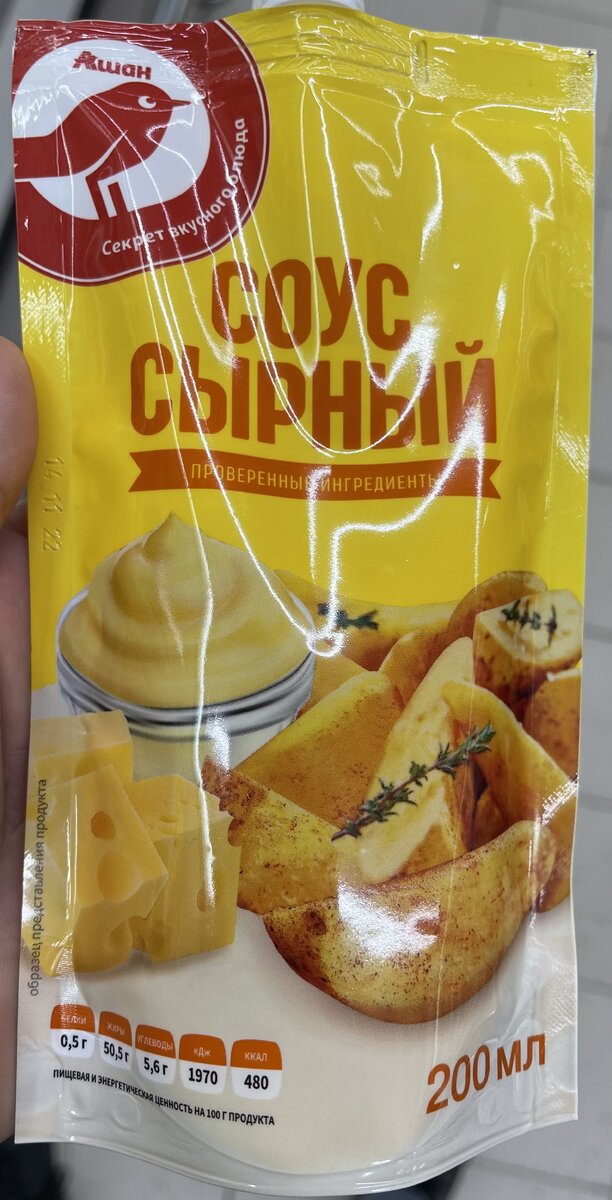 Ашан
Секрет вкусного блюда
СОУС
СЫРНЫЙ
ПРОВЕРЕННЫЕ ИНГРЕДИЕНТЫ
14 11 22
образец представления продукта
БЕЛКИ
0,5 г
ЖИРЫ
50,5 г
УГЛЕВОДЫ
5,6 г
кДж
1970
ККАЛ
480
ПИЩЕВАЯ И ЭНЕРГЕТИЧЕСКАЯ ЦЕННОСТЬ НА 100 Г ПРОДУКТА
200 МЛ